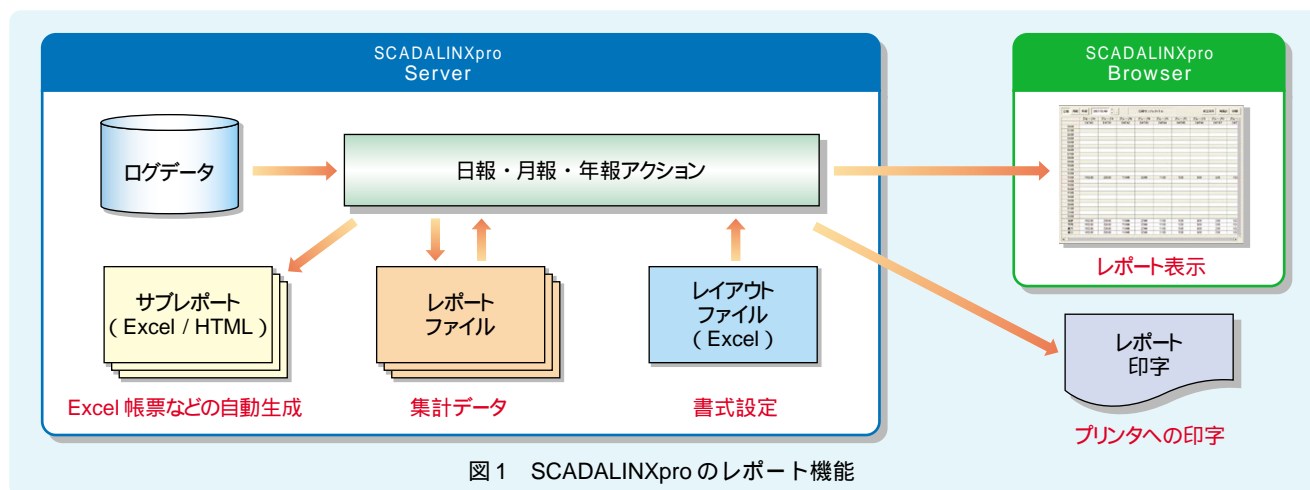 SCADALINXpro
Server
SCADALINXpro
Browser
ログデータ
日報・月報・年報アクション
レポート表示
サブレポート
( Excel / HTML )
レポート
ファイル
レイアウト
ファイル
( Excel )
レポート
印字
Excel 帳票などの自動生成
集計データ
書式設定
プリンタへの印字
図1 SCADALINXpro のレポート機能